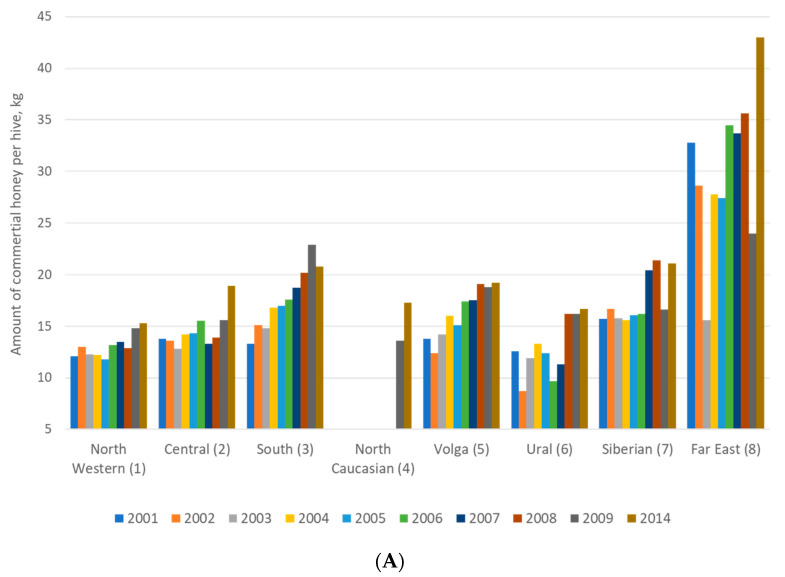 Amount of commertial honey per hive, kg
45
40
35
30
25
20
15
10
5
North Western (1)
Central (2)
South (3)
North Caucasian (4)
Volga (5)
Ural (6)
Siberian (7)
Far East (8)
2001 2002 2003 2004 2005 2006 2007 2008 2009 2014
(A)